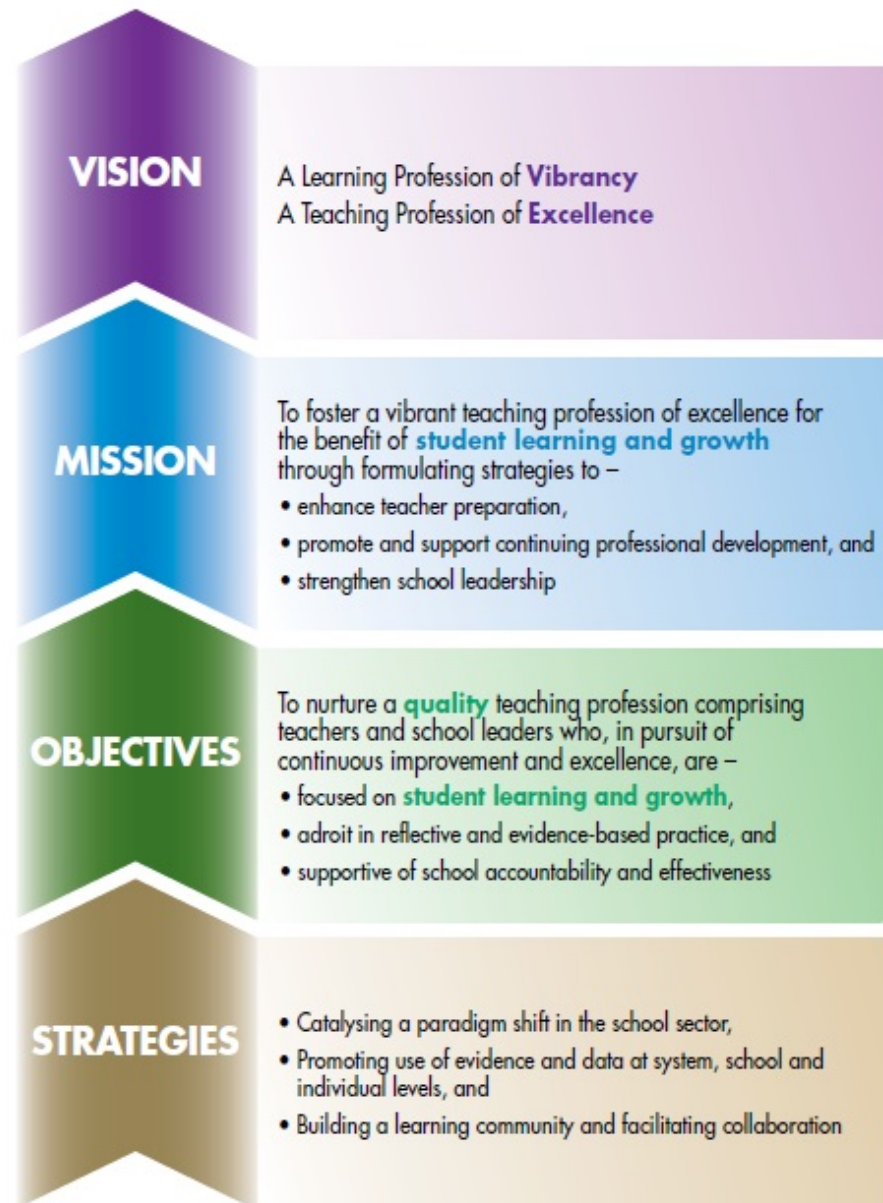 VISION
A Learning Profession of Vibrancy
A Teaching Profession of Excellence
MISSION
To foster a vibrant teaching profession of excellence for
the benefit of student learning and growth
through formulating strategies to –
• enhance teacher preparation,
• promote and support continuing professional development, and
• strengthen school leadership
OBJECTIVES
To nurture a quality teaching profession comprising
teachers and school leaders who, in pursuit of
continuous improvement and excellence, are –
• focused on student learning and growth,
• adroit in reflective and evidence-based practice, and
• supportive of school accountability and effectiveness
STRATEGIES
• Catalysing a paradigm shift in the school sector,
• Promoting use of evidence and data at system, school and
individual levels, and
• Building a learning community and facilitating collaboration